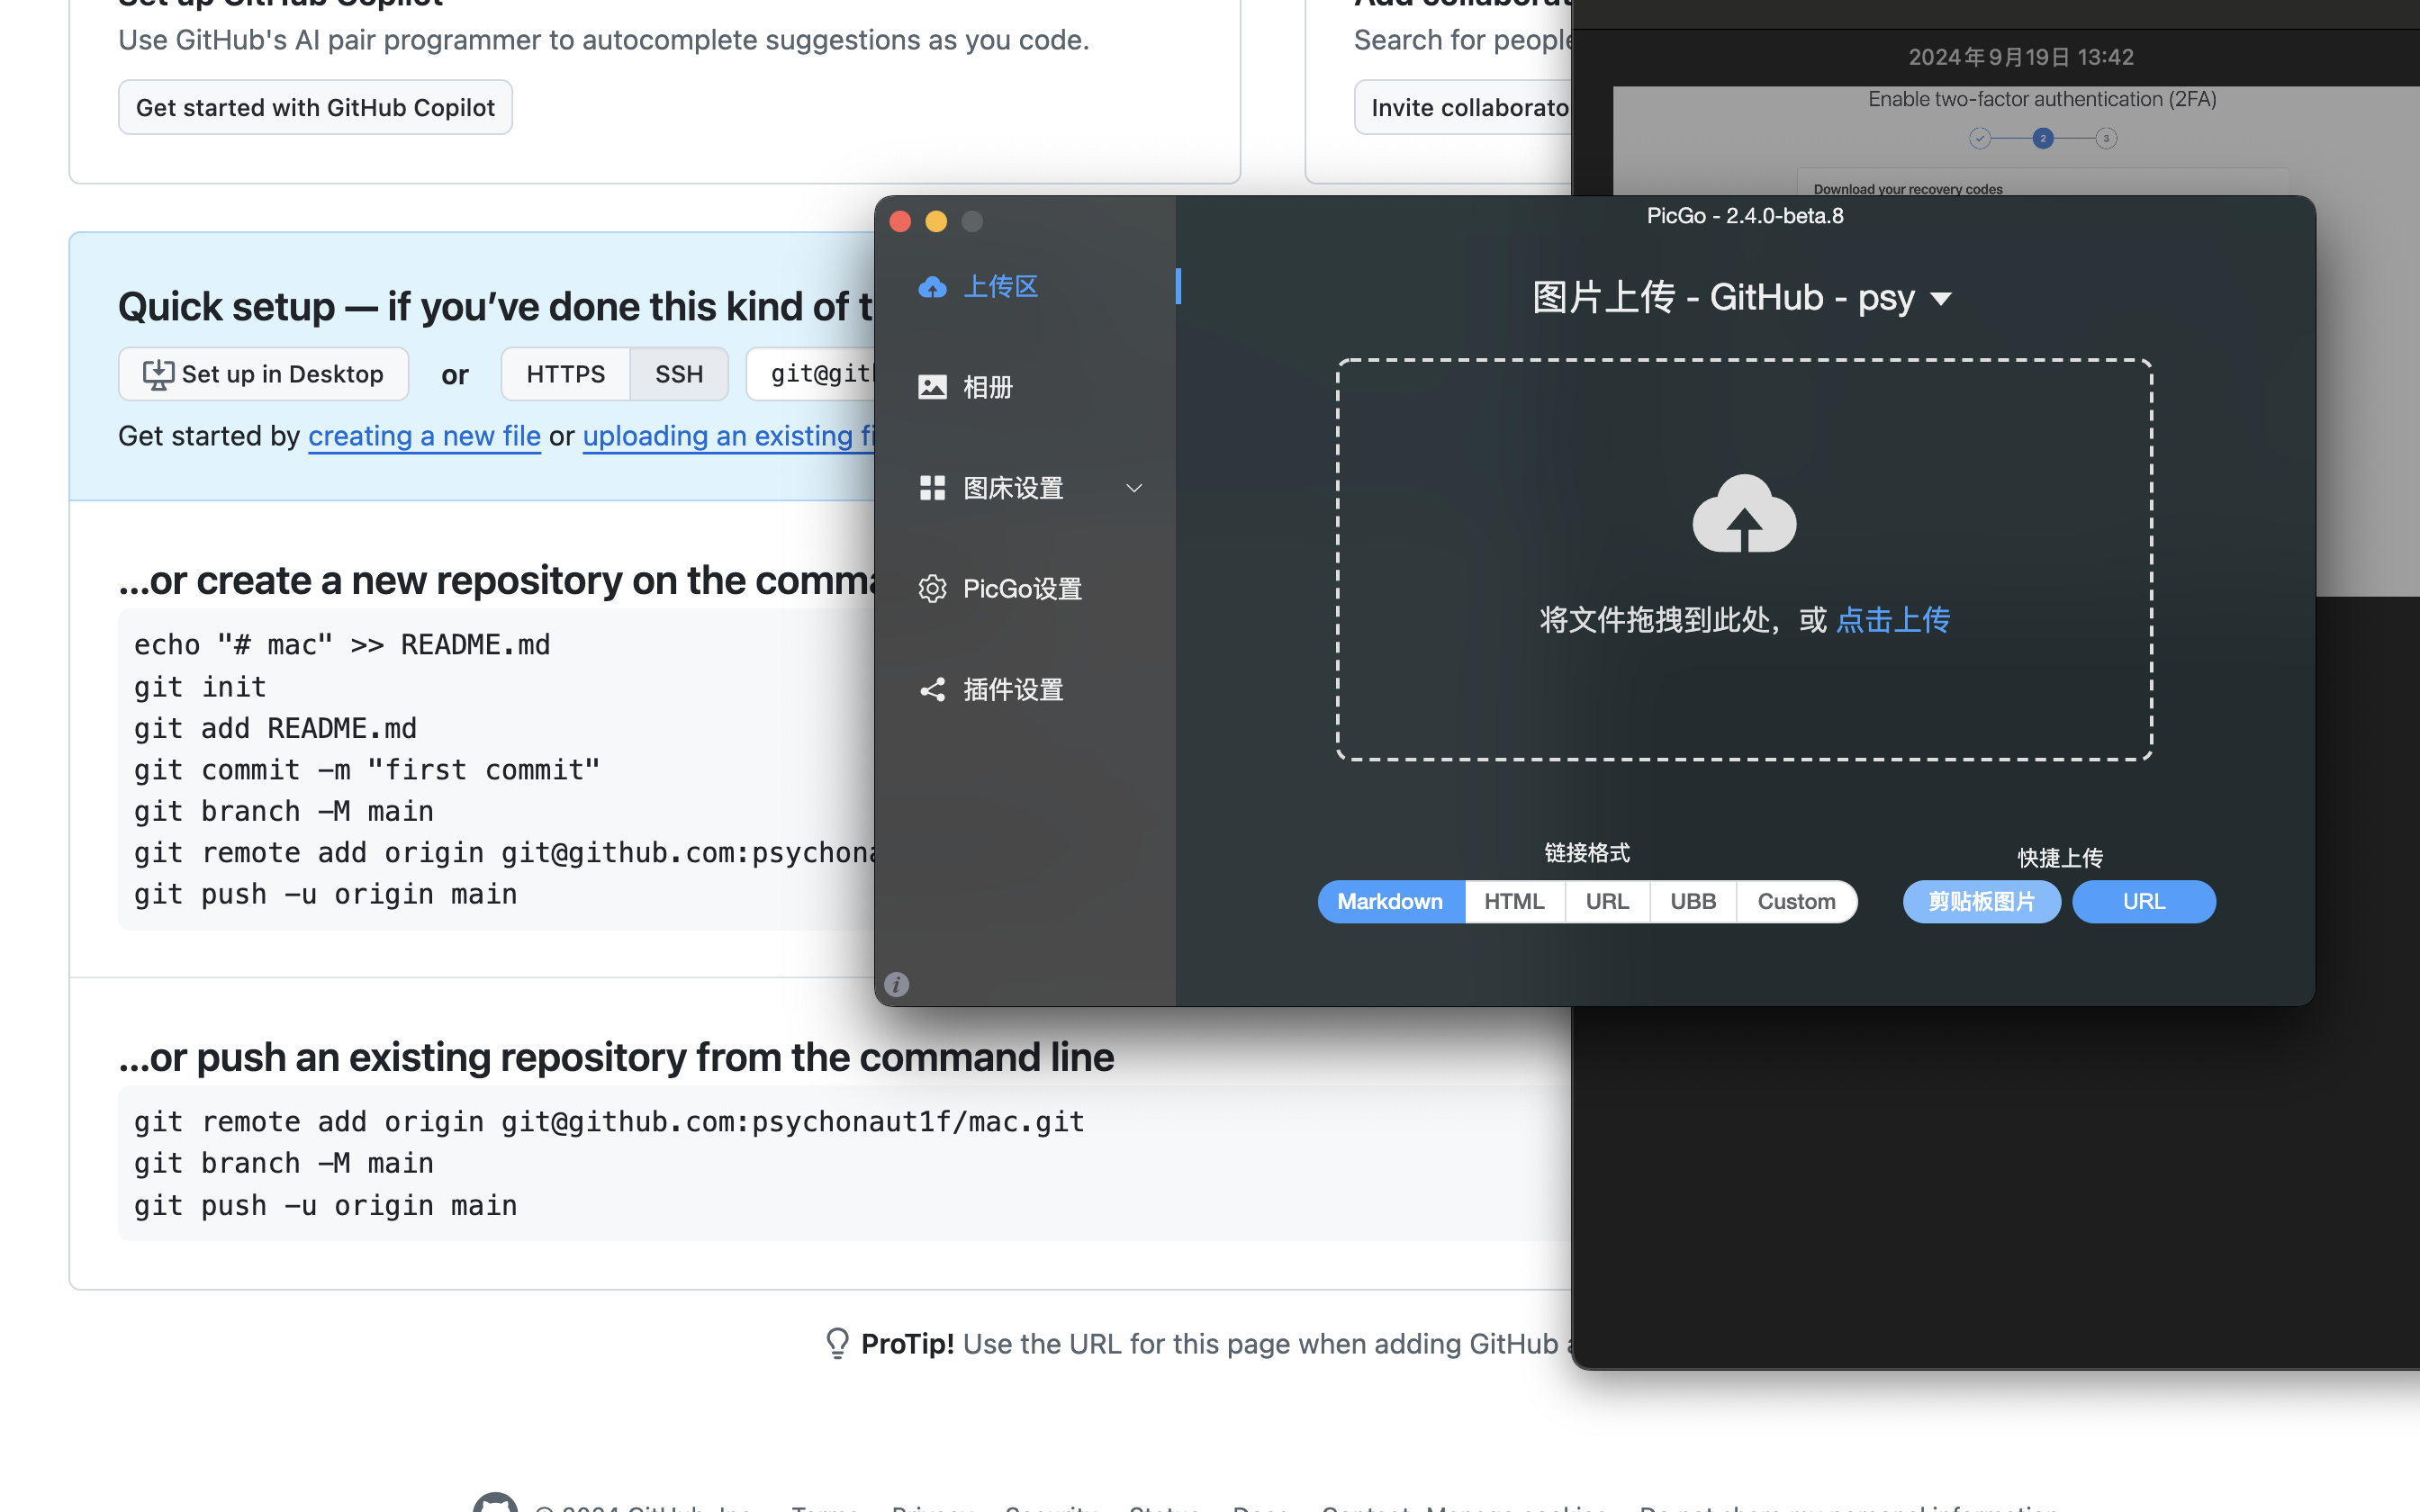 Set up GitHub Copilot
Use GitHub's AI pair programmer to autocomplete suggestions as you code.
Get started with GitHub Copilot
Search for people
Invite
Quick setup — if you’ve done this kind of
Set up in Desktop
or
HTTPS
SSH
Get started by creating a new file or uploading an existing
…or create a new repository on the
echo "# mac" >> README.md
git init
git add README.md
git commit -m "first commit"
git branch -M main
git remote add origin
git push -u origin main
…or push an existing repository from the command line
git remote add origin git@github.com:psychonaut1f/mac.git
git branch -M main
git push -u origin main
ProTip! Use the URL for this page when adding GitHub
2024年9月19日 13:42
Enable two-factor authentication (2FA)
2
3
Download your recovery codes
PicGo - 2.4.0-beta.8
上传区
相册
图床设置
PicGo设置
插件设置
图片上传 - GitHub - psy
将文件拖拽到此处，或 点击上传
链接格式
Markdown
HTML
URL
UBB
Custom
快捷上传
剪贴板图片
URL